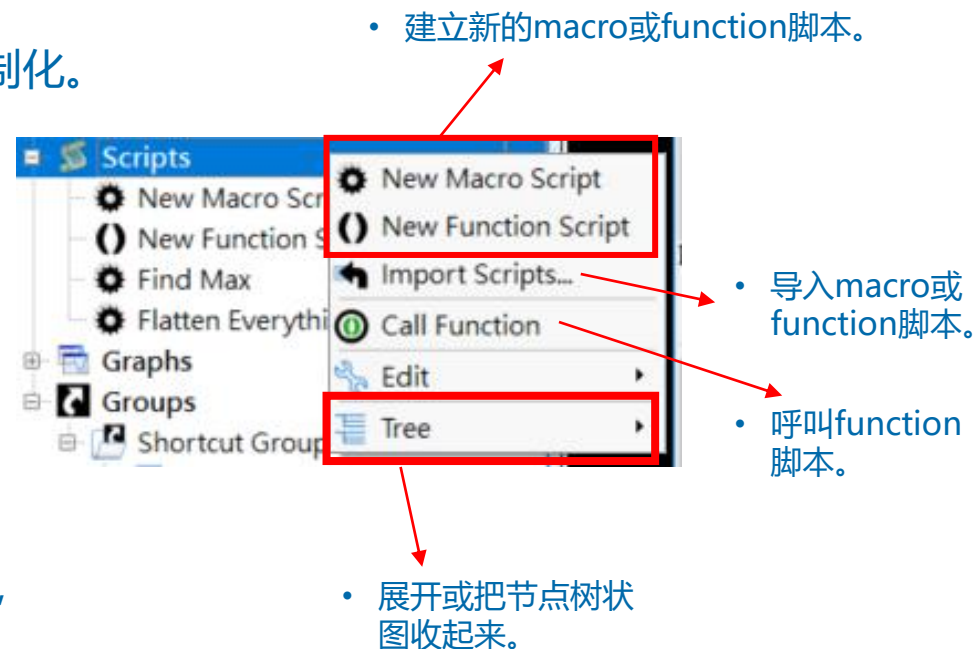 • 建立新的macro或function脚本。
制化。
Scripts
New Macro Scr
New Function S
Find Max
Flatten Everythi
Graphs
Groups
Shortcut Group
New Macro Script
New Function Script
Import Scripts...
Call Function
Edit
Tree
• 导入macro或
function脚本。
• 呼叫function
脚本。
• 展开或把节点树状
图收起来。